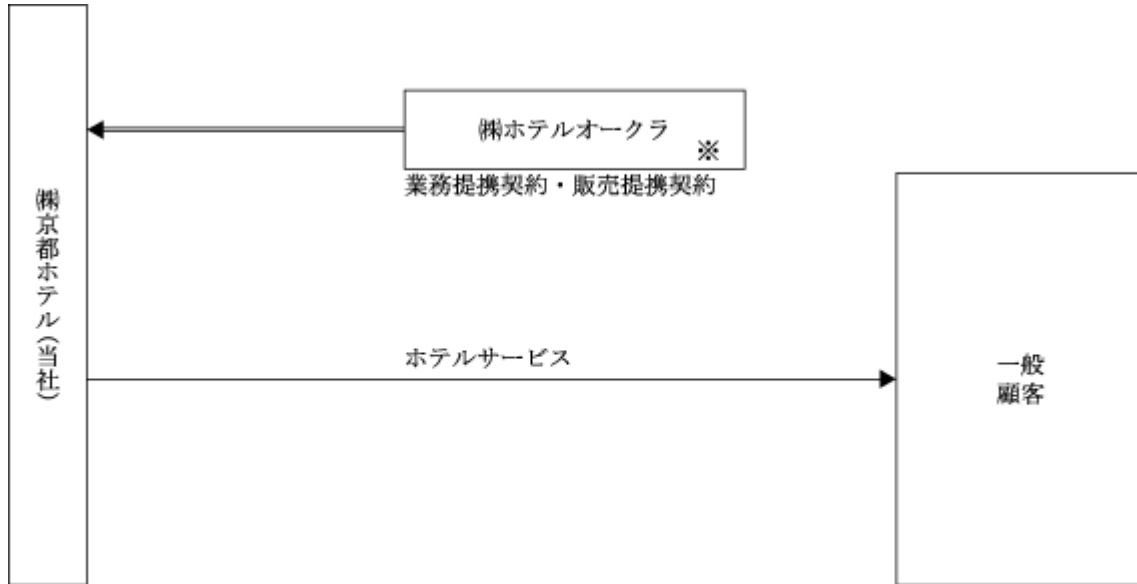 ㈱京都ホテル(当社)
㈱ホテルオークラ
※
業務提携契約・販売提携契約
ホテルサービス
一般
顧客